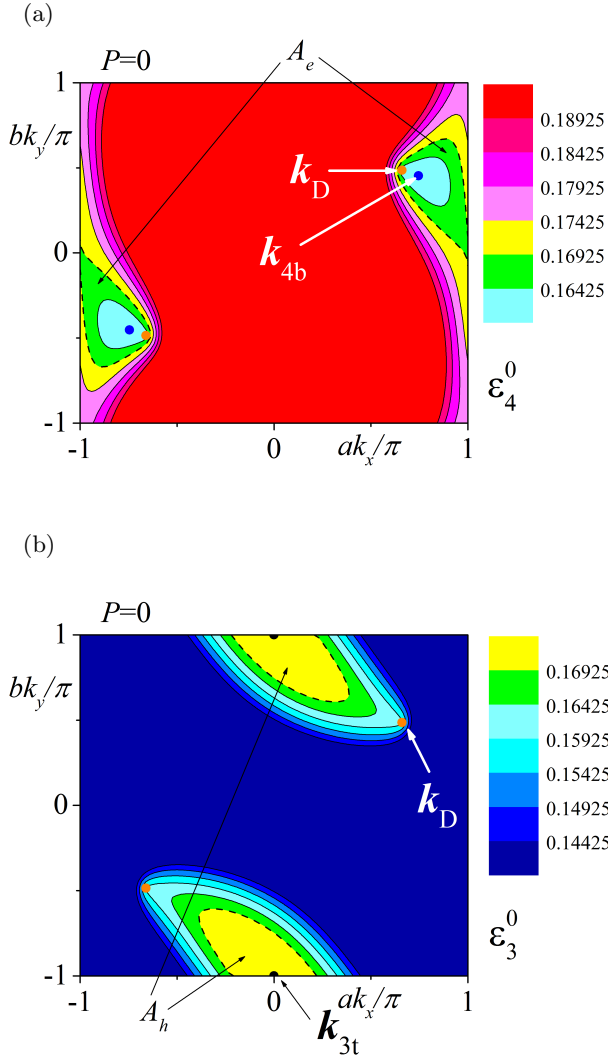 (a)
P=0
A_e
1
bk_y/π
0
-1
k_D
k_4b
-1
0
ak_x/π
1
0.18925
0.18425
0.17925
0.17425
0.16925
0.16425
ε_4^0
(b)
P=0
1
bk_y/π
0
-1
k_D
-1
0
ak_x/π
1
A_h
k_3t
0.16925
0.16425
0.15925
0.15425
0.14925
0.14425
ε_3^0